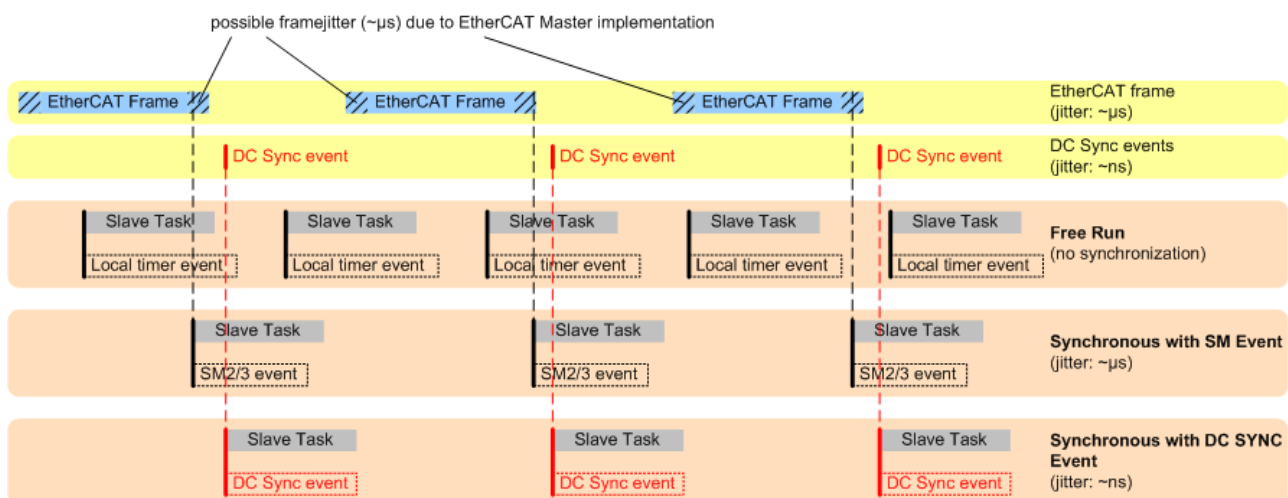 possible framejitter (~µs) due to EtherCAT Master implementation
EtherCAT Frame EtherCAT Frame EtherCAT Frame
EtherCAT frame
(jitter: ~µs)
DC Sync event DC Sync event DC Sync event
DC Sync events
(jitter: ~ns)
Slave Task Slave Task Slave Task Slave Task Slave Task
Local timer event Local timer event Local timer event Local timer event Local timer event
Free Run
(no synchronization)
Slave Task Slave Task Slave Task
SM2/3 event SM2/3 event SM2/3 event
Synchronous with SM Event
(jitter: ~µs)
Slave Task Slave Task Slave Task
DC Sync event DC Sync event DC Sync event
Synchronous with DC SYNC
Event
(jitter: ~ns)